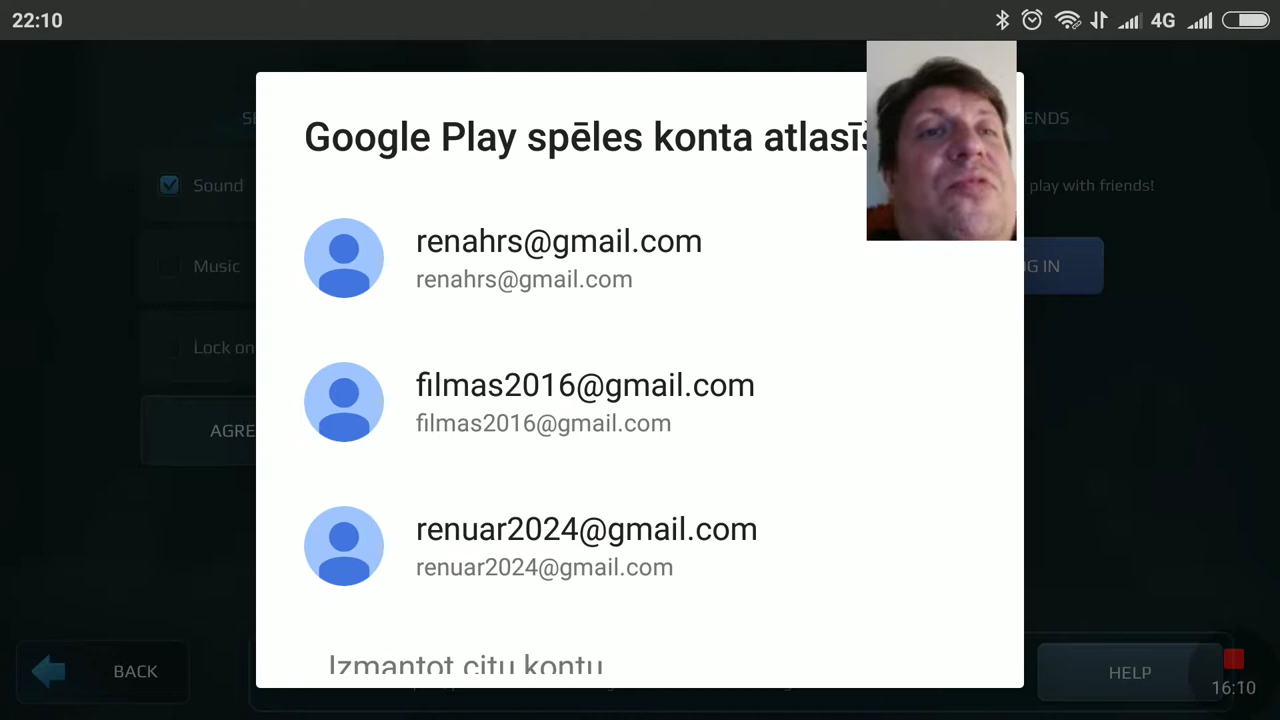 22:10
4G
Google Play spēles konta atlasīš
ENDS
Sound
play with friends!
renahrs@gmail.com
renahrs@gmail.com
Music
G IN
Lock on
filmas2016@gmail.com
filmas2016@gmail.com
AGRE
renuar2024@gmail.com
renuar2024@gmail.com
Izmantot citu kontu
BACK
HELP
16:10